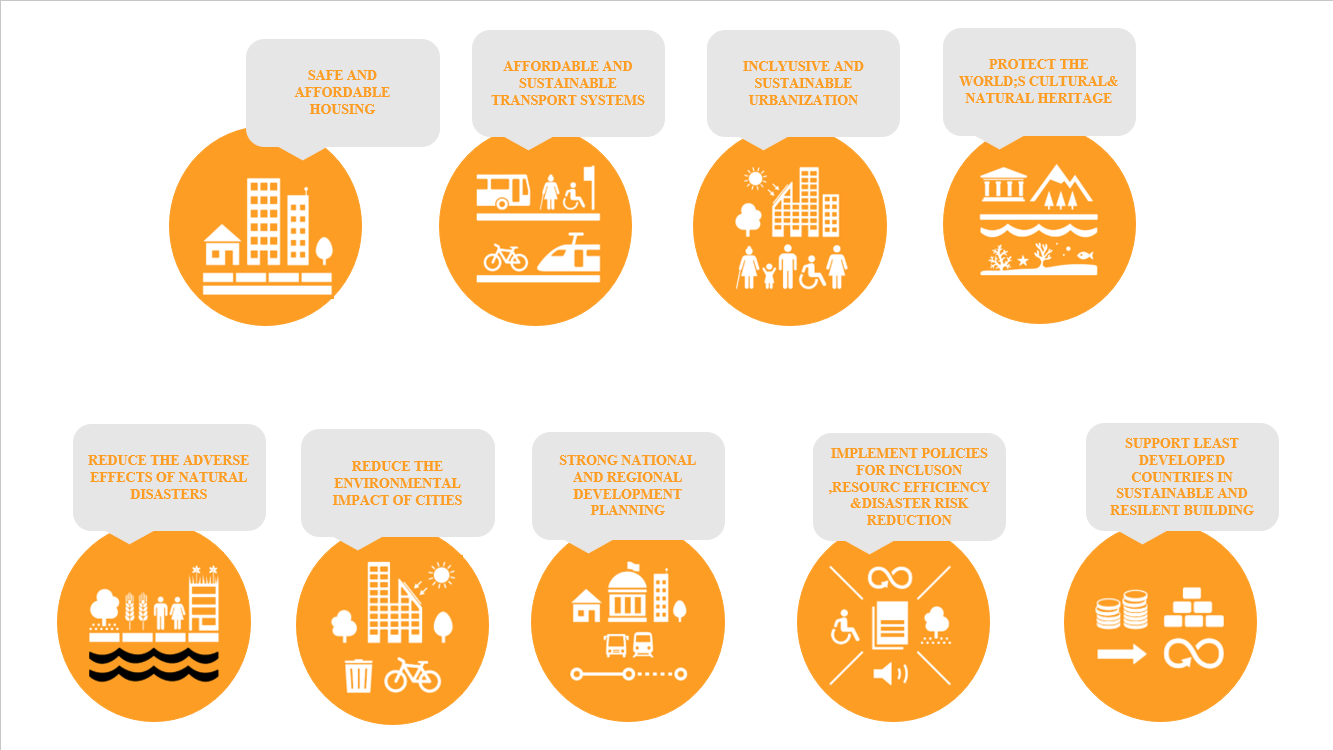 SAFE AND
AFFORDABLE
HOUSING
AFFORDABLE AND
SUSTAINABLE
TRANSPORT SYSTEMS
INCLYUSIVE AND
SUSTAINABLE
URBANIZATION
PROTECT THE
WORLD;S CULTURAL&
NATURAL HERITAGE
REDUCE THE ADVERSE
EFFECTS OF NATURAL
DISASTERS
REDUCE THE
ENVIRONMENTAL
IMPACT OF CITIES
STRONG NATIONAL
AND REGIONAL
DEVELOPMENT
PLANNING
IMPLEMENT POLICIES
FOR INCLUSON
,RESOURC EFFICIENCY
&DISASTER RISK
REDUCTION
SUPPORT LEAST
DEVELOPED
COUNTRIES IN
SUSTAINABLE AND
RESILENT BUILDING